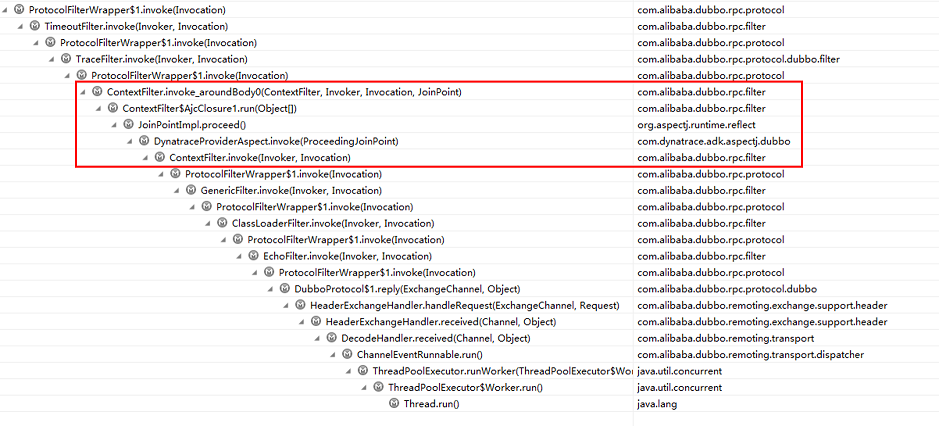 ProtocolFilterWrapper$1.invoke(Invocation) com.alibaba.dubbo.rpc.protocol
TimeoutFilter.invoke(Invoker, Invocation) com.alibaba.dubbo.rpc.filter
ProtocolFilterWrapper$1.invoke(Invocation) com.alibaba.dubbo.rpc.protocol
TraceFilter.invoke(Invoker, Invocation) com.alibaba.dubbo.rpc.protocol.dubbo.filter
ProtocolFilterWrapper$1.invoke(Invocation) com.alibaba.dubbo.rpc.protocol
ContextFilter.invoke_aroundBody0(ContextFilter, Invoker, Invocation, JoinPoint) com.alibaba.dubbo.rpc.filter
ContextFilter$AjcClosure1.run(Object[]) com.alibaba.dubbo.rpc.filter
JoinPointImpl.proceed() org.aspectj.runtime.reflect
DynatraceProviderAspect.invoke(ProceedingJoinPoint) com.dynatrace.adk.aspectj.dubbo
ContextFilter.invoke(Invoker, Invocation) com.alibaba.dubbo.rpc.filter
ProtocolFilterWrapper$1.invoke(Invocation) com.alibaba.dubbo.rpc.protocol
GenericFilter.invoke(Invoker, Invocation) com.alibaba.dubbo.rpc.filter
ProtocolFilterWrapper$1.invoke(Invocation) com.alibaba.dubbo.rpc.protocol
ClassLoaderFilter.invoke(Invoker, Invocation) com.alibaba.dubbo.rpc.filter
ProtocolFilterWrapper$1.invoke(Invocation) com.alibaba.dubbo.rpc.protocol
EchoFilter.invoke(Invoker, Invocation) com.alibaba.dubbo.rpc.filter
ProtocolFilterWrapper$1.invoke(Invocation) com.alibaba.dubbo.rpc.protocol
DubboProtocol$1.reply(ExchangeChannel, Object) com.alibaba.dubbo.rpc.protocol.dubbo
HeaderExchangeHandler.handleRequest(ExchangeChannel, Request) com.alibaba.dubbo.remoting.exchange.support.header
HeaderExchangeHandler.received(Channel, Object) com.alibaba.dubbo.remoting.exchange.support.header
DecodeHandler.received(Channel, Object) com.alibaba.dubbo.remoting.transport
ChannelEventRunnable.run() com.alibaba.dubbo.remoting.transport.dispatcher
ThreadPoolExecutor.runWorker(ThreadPoolExecutor$Wor java.util.concurrent
ThreadPoolExecutor$Worker.run() java.util.concurrent
Thread.run() java.lang